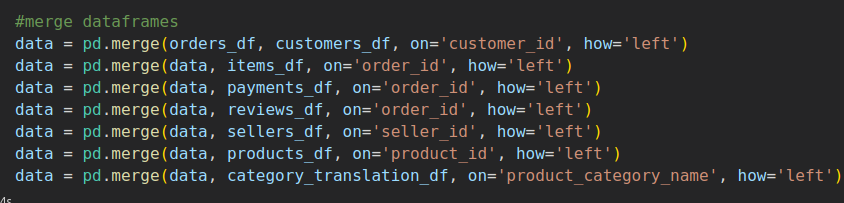 #merge dataframes
data = pd.merge(orders_df, customers_df, on='customer_id', how='left')
data = pd.merge(data, items_df, on='order_id', how='left')
data = pd.merge(data, payments_df, on='order_id', how='left')
data = pd.merge(data, reviews_df, on='order_id', how='left')
data = pd.merge(data, sellers_df, on='seller_id', how='left')
data = pd.merge(data, products_df, on='product_id', how='left')
data = pd.merge(data, category_translation_df, on='product_category_name', how='left')
4s